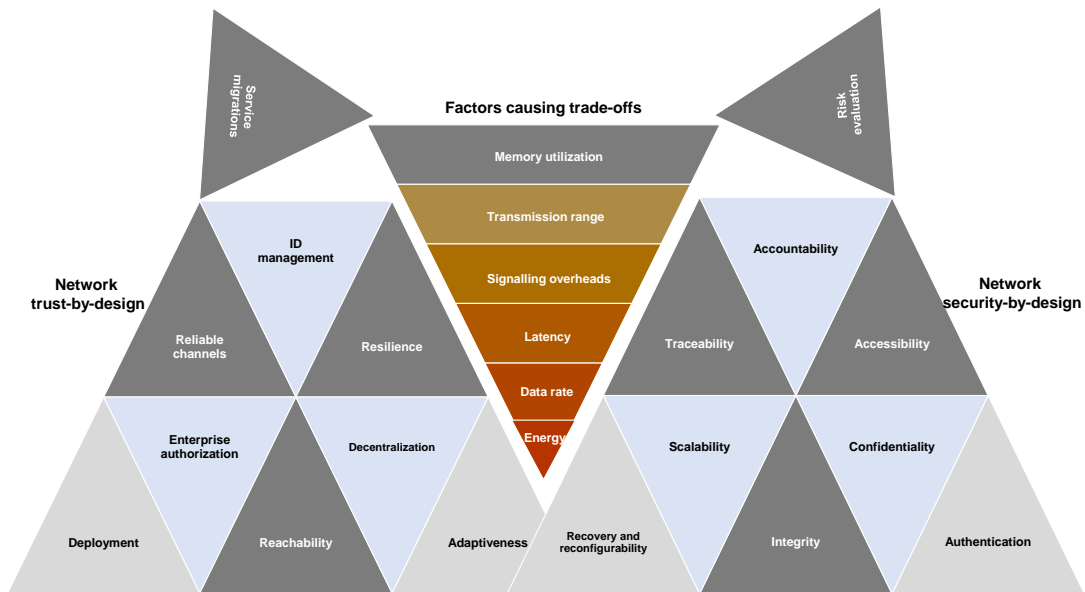 Service
migrations
Factors causing trade-offs
Risk
evaluation
Memory utilization
Transmission range
Signalling overheads
Latency
Data rate
Energy
Network
trust-by-design
ID
management
Reliable
channels
Resilience
Enterprise
authorization
Decentralization
Deployment
Reachability
Adaptiveness
Network
security-by-design
Accountability
Traceability
Accessibility
Scalability
Confidentiality
Recovery and
reconfigurability
Integrity
Authentication